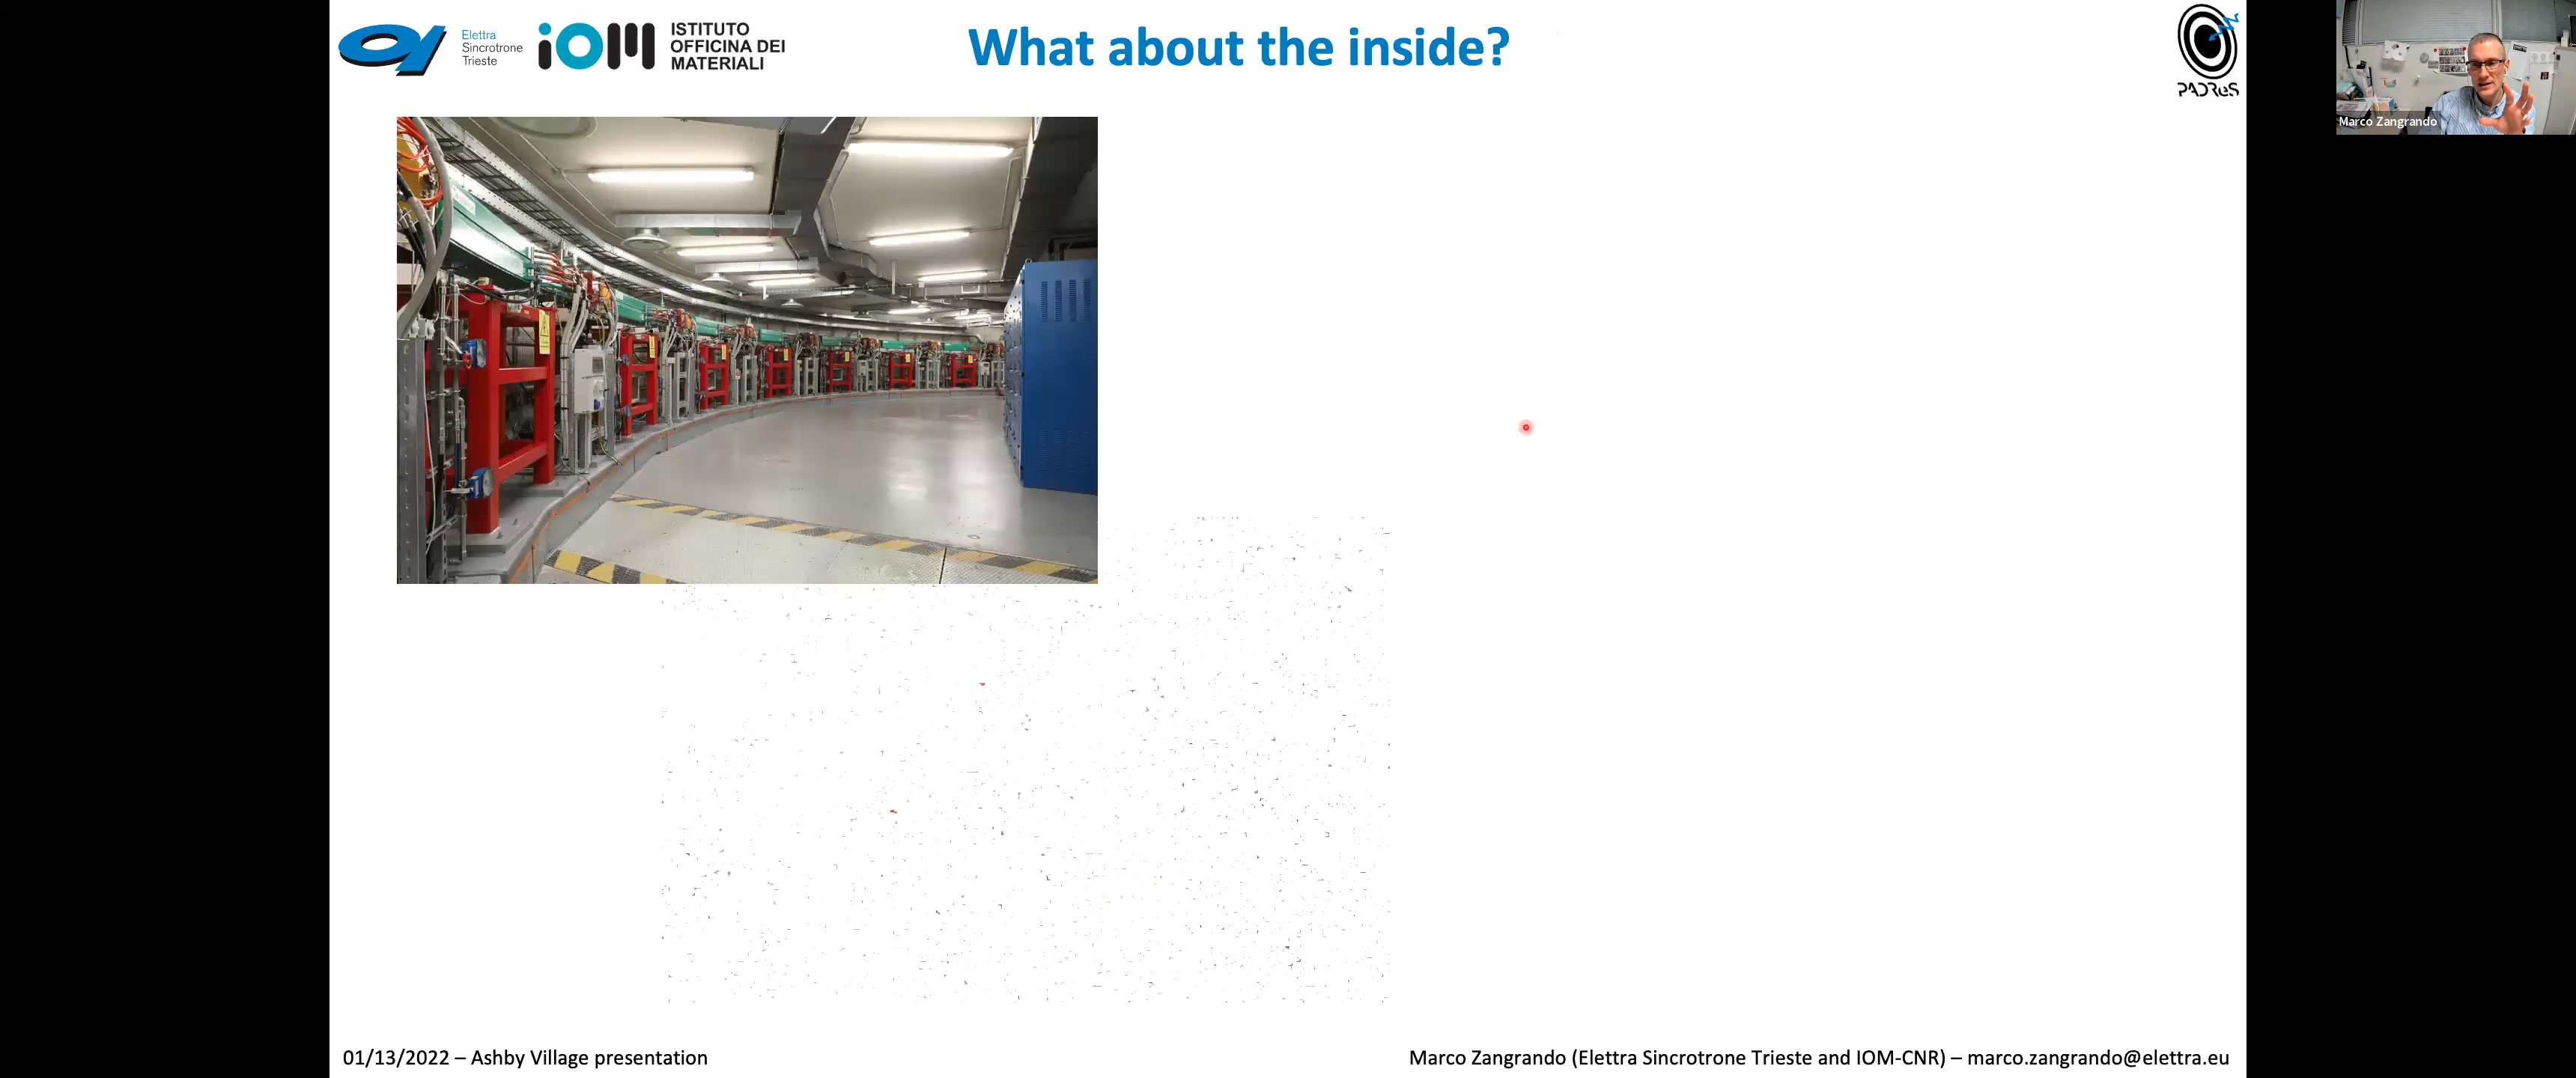 Elettra
Sincrotrone
Trieste
iOM
ISTITUTO
OFFICINA DEI
MATERIALI
What about the inside?
PADReS
Marco Zangrando
01/13/2022 – Ashby Village presentation
Marco Zangrando (Elettra Sincrotrone Trieste and IOM-CNR) – marco.zangrando@elettra.eu